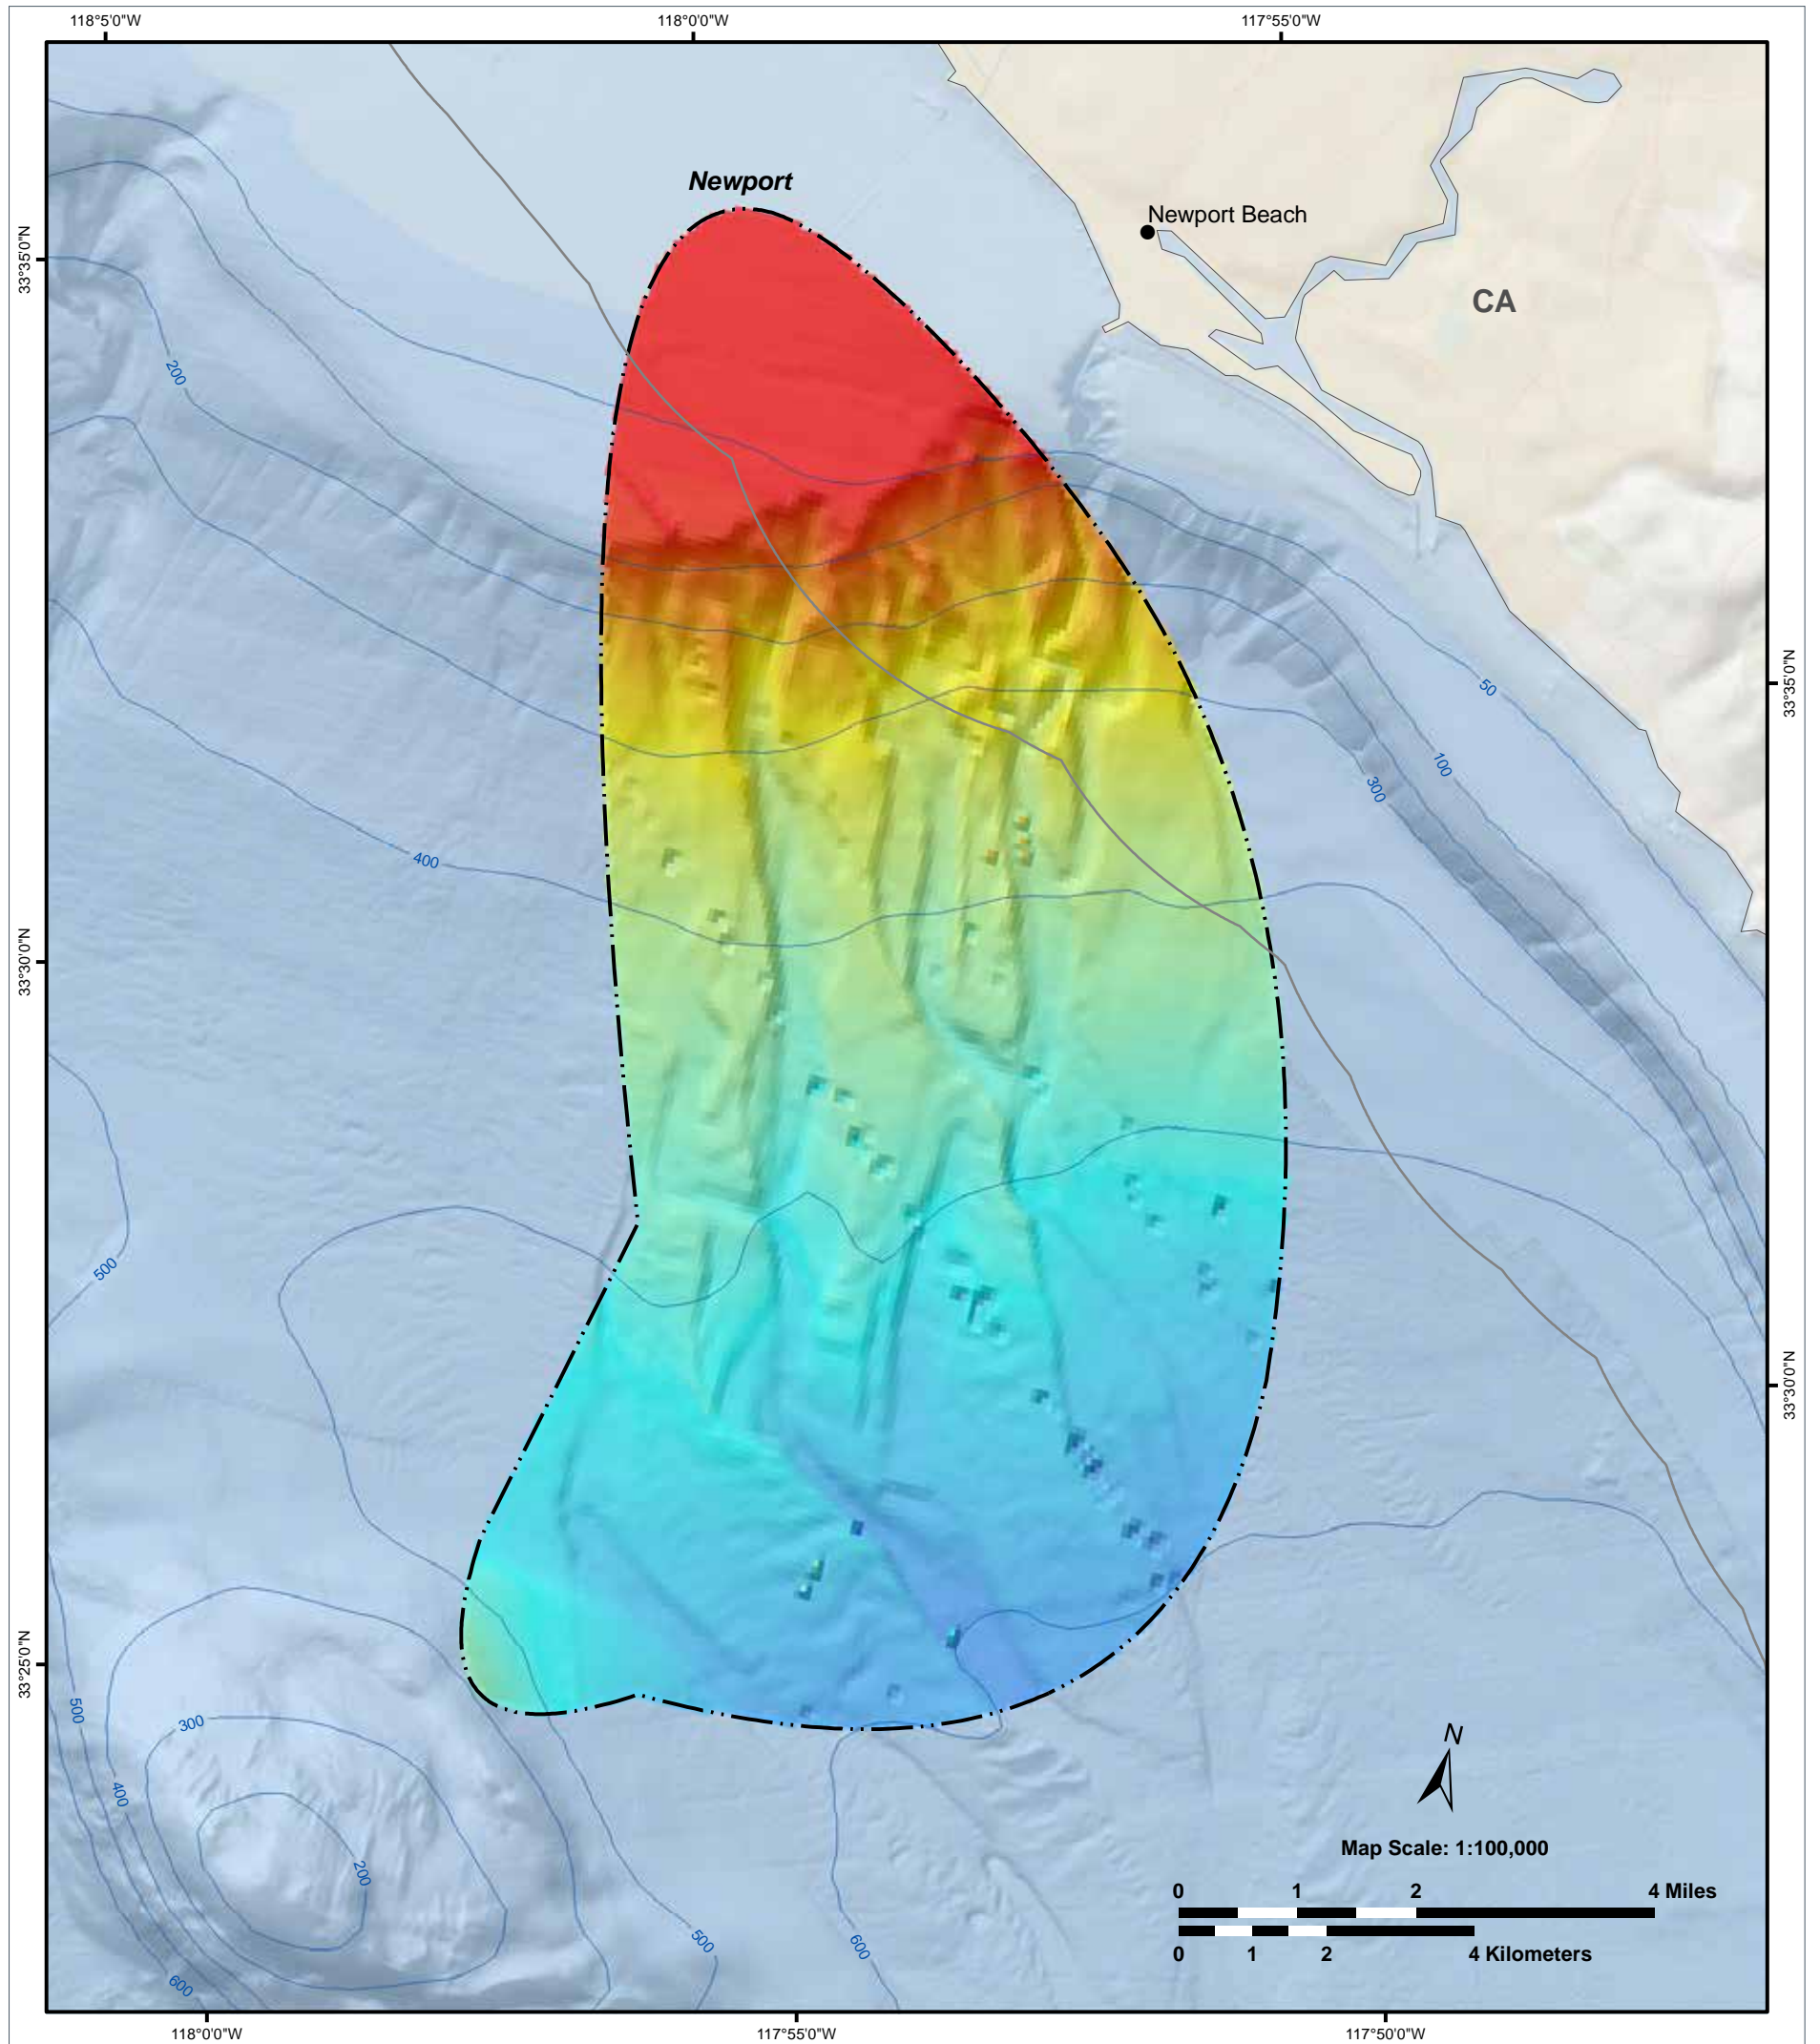 118°5'0"W
118°0'0"W
117°55'0"W
Newport
Newport Beach
33°35'0"N
CA
200
33°35'0"N
50
100
300
400
33°30'0"N
500
33°30'0"N
33°25'0"N
500
300
400
200
500
600
600
N
Map Scale: 1:100,000
0 1 2 4 Miles
0 1 2 4 Kilometers
118°0'0"W
117°55'0"W
117°50'0"W